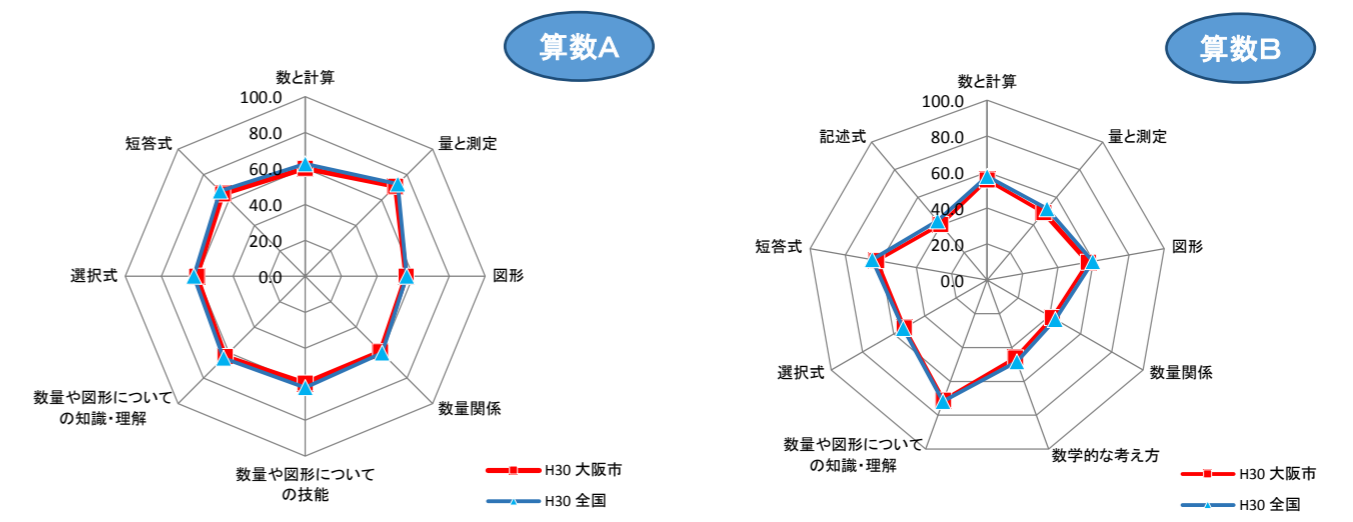 算数A
数と計算
100.0
80.0
60.0
40.0
20.0
0.0
量と測定
図形
数量関係
数量や図形について
の技能
数量や図形について
の知識・理解
選択式
短答式
H30 大阪市
H30 全国
算数B
数と計算
100.0
80.0
60.0
40.0
20.0
0.0
量と測定
図形
数量関係
数学的な考え方
数量や図形について
の知識・理解
選択式
短答式
記述式
H30 大阪市
H30 全国